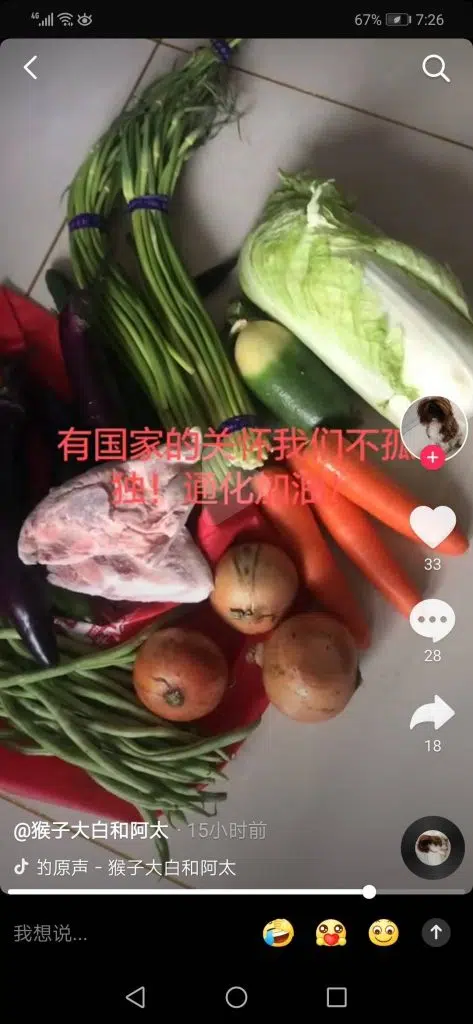 4G 67% 7:26
有国家的关怀我们不孤
独！通化加油！
33
28
18
@猴子大白和阿太 · 15小时前
的原声 - 猴子大白和阿太
我想说...